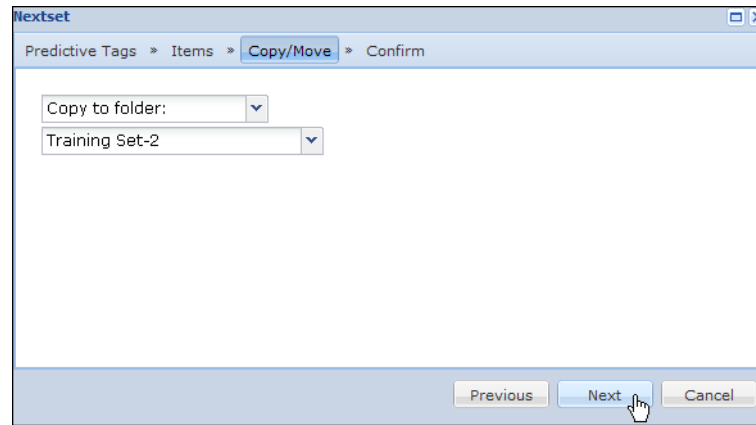 Nextset
Predictive Tags » Items » Copy/Move » Confirm
Copy to folder:
Training Set-2
Previous Next Cancel